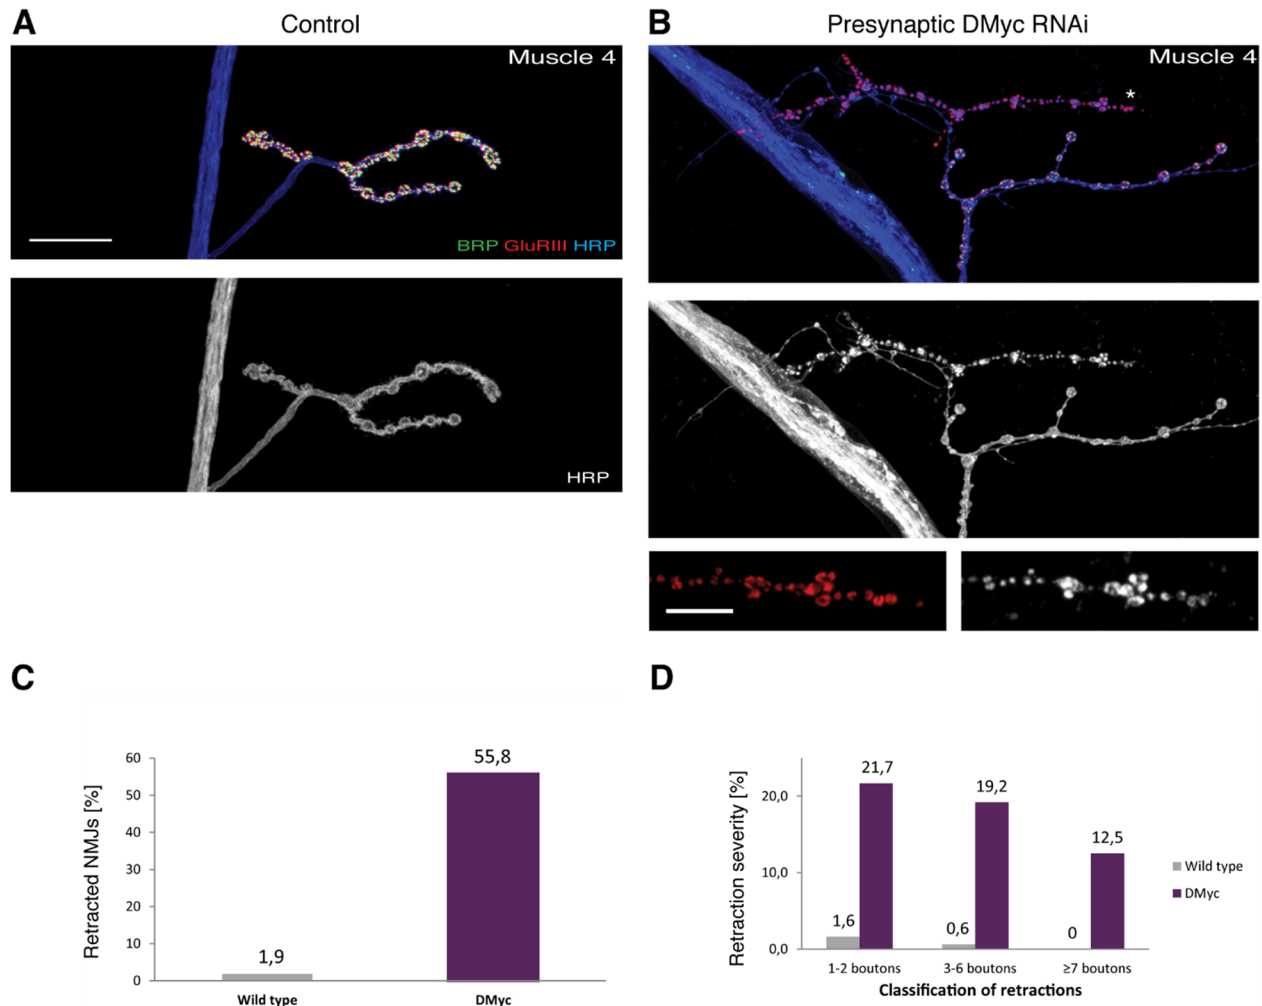 A
Control
Muscle 4
BRP GluRIII HRP
HRP
B
Presynaptic DMyc RNAi
Muscle 4
*
C
Retracted NMJs [%]
60
50
40
30
20
10
0
1,9
55,8
Wild type
DMyc
D
Retraction severity [%]
20,0
10,0
0,0
1,6
21,7
0,6
19,2
0
12,5
1-2 boutons
3-6 boutons
≥7 boutons
Classification of retractions
Wild type
DMyc